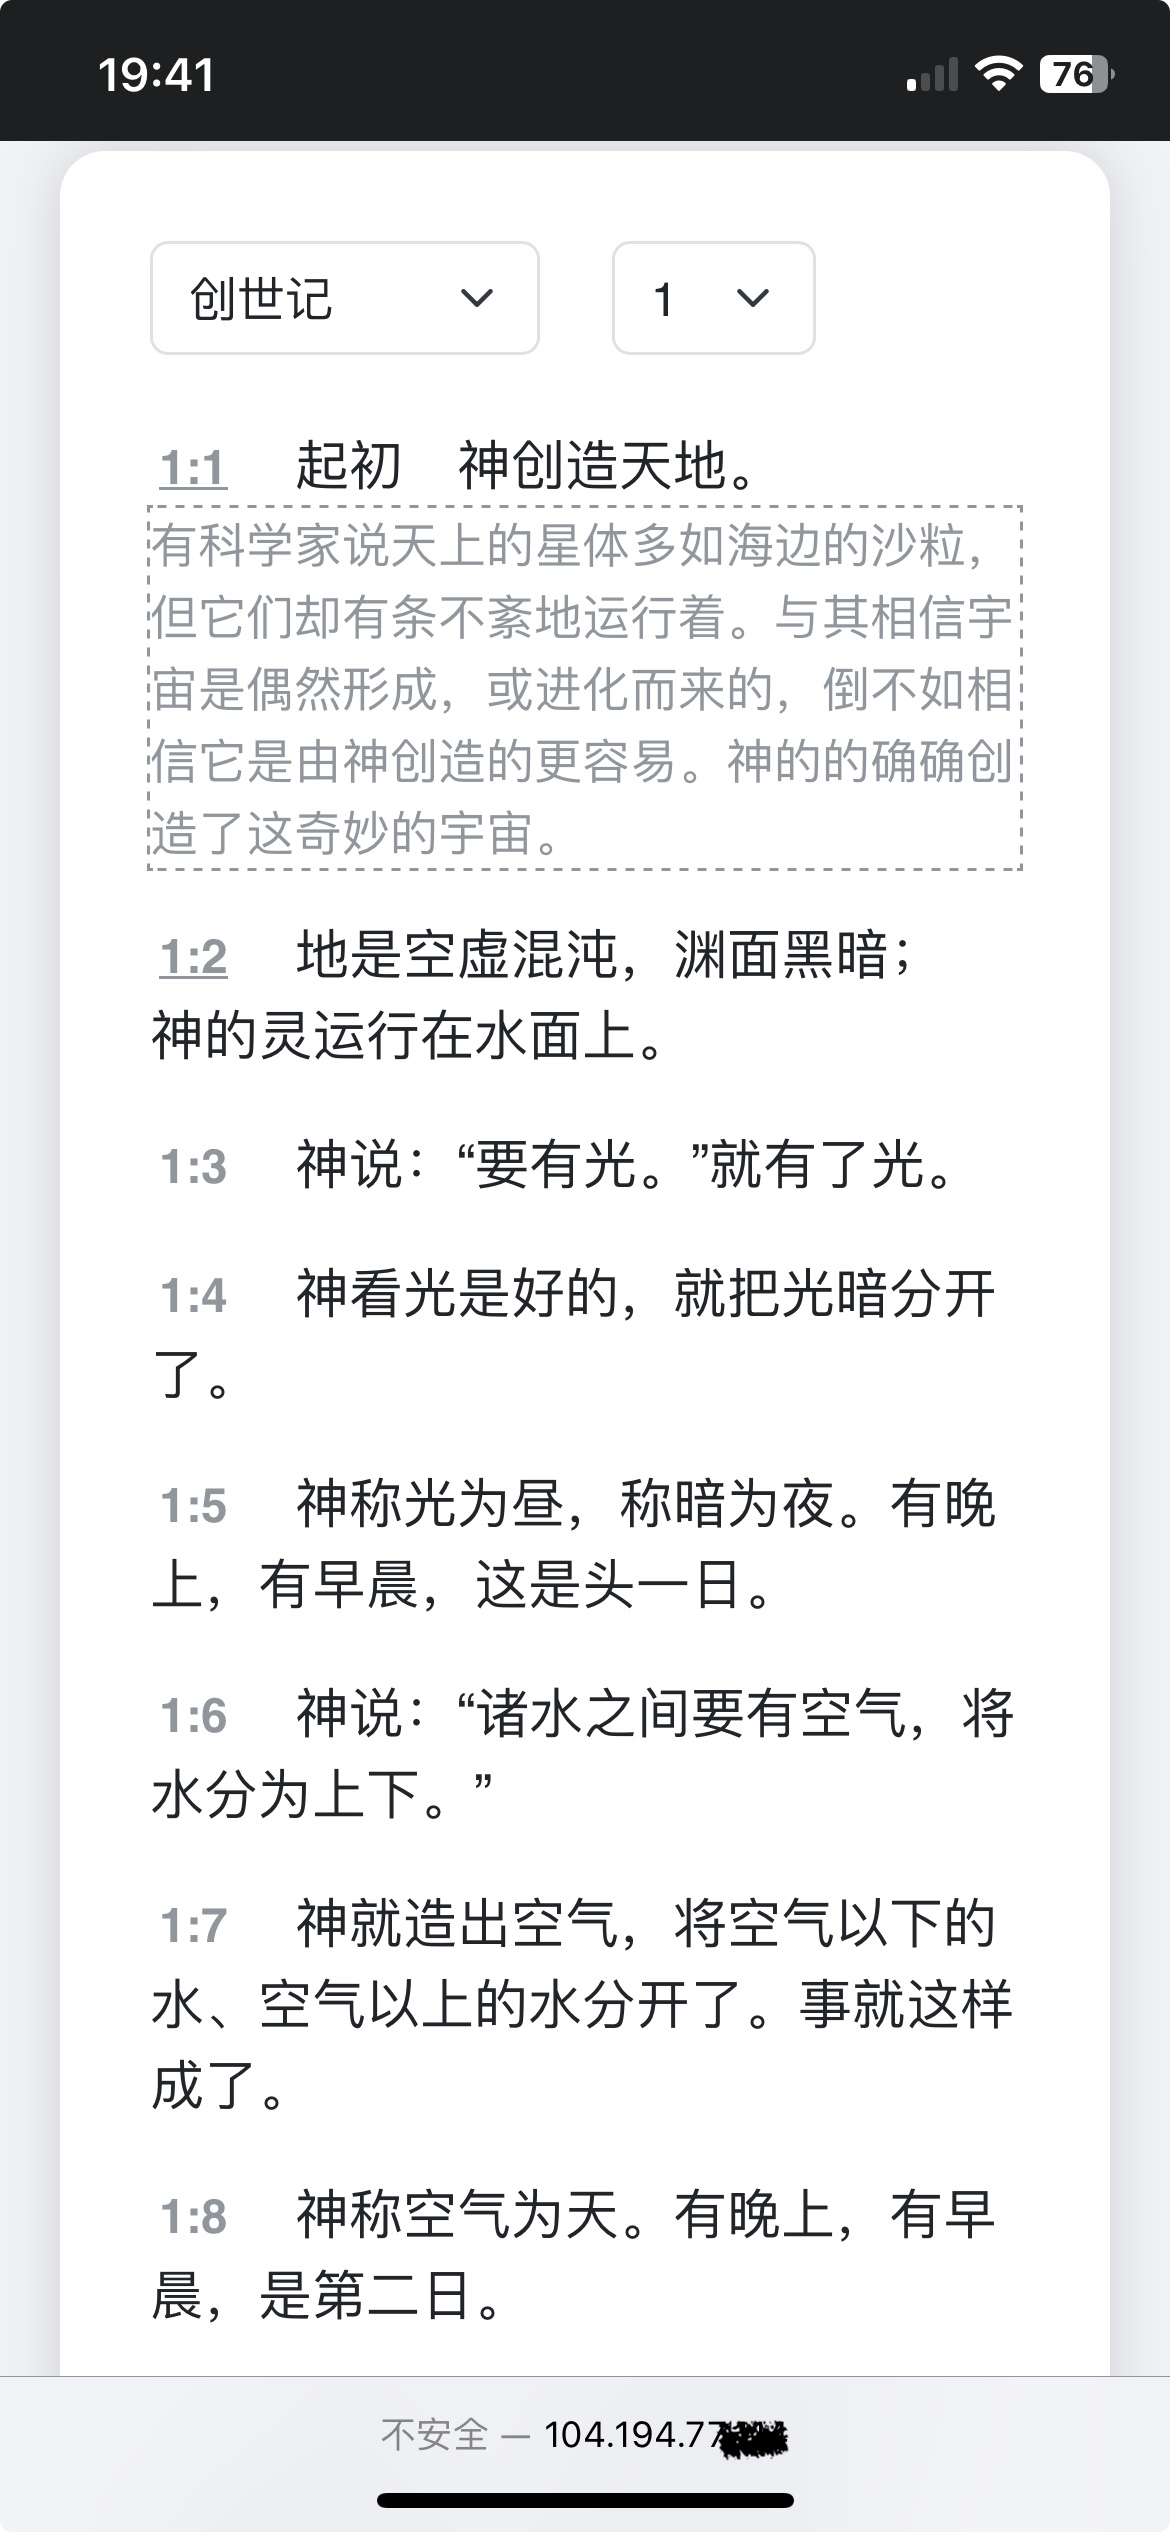 19:41
76
创世记
1
1:1 起初　神创造天地。
有科学家说天上的星体多如海边的沙粒，
但它们却有条不紊地运行着。与其相信宇
宙是偶然形成，或进化而来的，倒不如相
信它是由神创造的更容易。神的的确确创
造了这奇妙的宇宙。
1:2 地是空虚混沌，渊面黑暗；
神的灵运行在水面上。
1:3 神说：“要有光。”就有了光。
1:4 神看光是好的，就把光暗分开
了。
1:5 神称光为昼，称暗为夜。有晚
上，有早晨，这是头一日。
1:6 神说：“诸水之间要有空气，将
水分为上下。”
1:7 神就造出空气，将空气以下的
水、空气以上的水分开了。事就这样
成了。
1:8 神称空气为天。有晚上，有早
晨，是第二日。
不安全 — 104.194.77